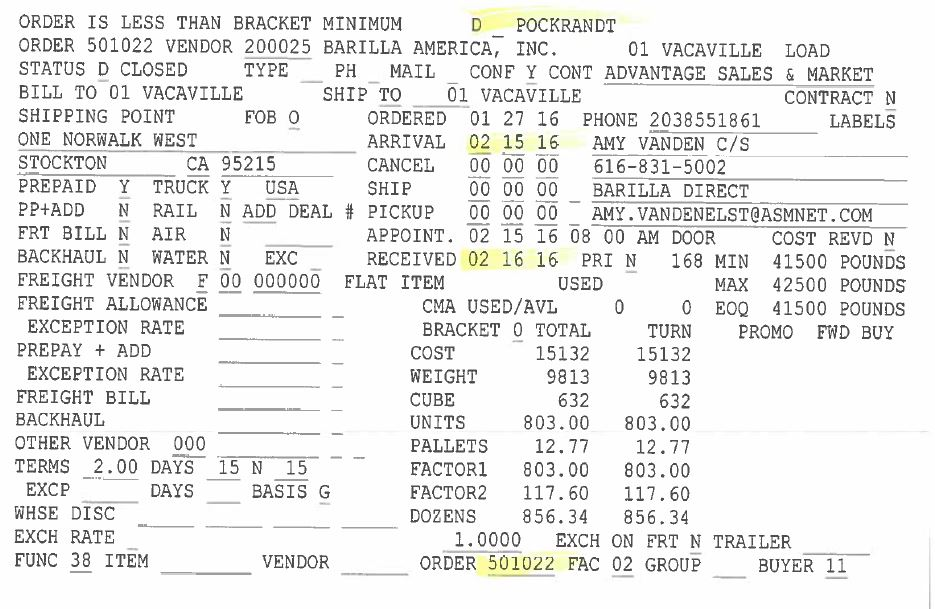 ORDER IS LESS THAN BRACKET MINIMUM D POCKRANDT
ORDER 501022 VENDOR 200025 BARILLA AMERICA, INC. 01 VACAVILLE LOAD
STATUS D CLOSED TYPE PH MAIL CONF Y CONT ADVANTAGE SALES & MARKET
BILL TO 01 VACAVILLE SHIP TO 01 VACAVILLE CONTRACT N
SHIPPING POINT FOB O ORDERED 01 27 16 PHONE 2038551861 LABELS
ONE NORWALK WEST ARRIVAL 02 15 16 AMY VANDEN C/S
STOCKTON CA 95215 CANCEL 00 00 00 616-831-5002
PREPAID Y TRUCK Y USA SHIP 00 00 00 BARILLA DIRECT
PP+ADD N RAIL N ADD DEAL # PICKUP 00 00 00 AMY.VANDENELST@ASMNET.COM
FRT BILL N AIR N APPOINT. 02 15 16 08 00 AM DOOR COST REVD N
BACKHAUL N WATER N EXC RECEIVED 02 16 16 PRI N 168 MIN 41500 POUNDS
FREIGHT VENDOR F 00 000000 FLAT ITEM USED MAX 42500 POUNDS
FREIGHT ALLOWANCE CMA USED/AVL 0 0 EOQ 41500 POUNDS
EXCEPTION RATE BRACKET 0 TOTAL TURN PROMO FWD BUY
PREPAY + ADD COST 15132 15132
EXCEPTION RATE WEIGHT 9813 9813
FREIGHT BILL CUBE 632 632
BACKHAUL UNITS 803.00 803.00
OTHER VENDOR 000 PALLETS 12.77 12.77
TERMS 2.00 DAYS 15 N 15 FACTOR1 803.00 803.00
EXCP DAYS BASIS G FACTOR2 117.60 117.60
WHSE DISC DOZENS 856.34 856.34
EXCH RATE 1.0000 EXCH ON FRT N TRAILER
FUNC 38 ITEM VENDOR ORDER 501022 FAC 02 GROUP BUYER 11